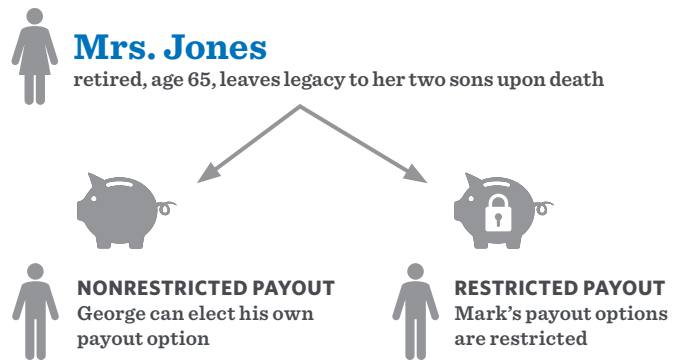 Mrs. Jones
retired, age 65, leaves legacy to her two sons upon death
NONRESTRICTED PAYOUT
George can elect his own
payout option
RESTRICTED PAYOUT
Mark's payout options
are restricted